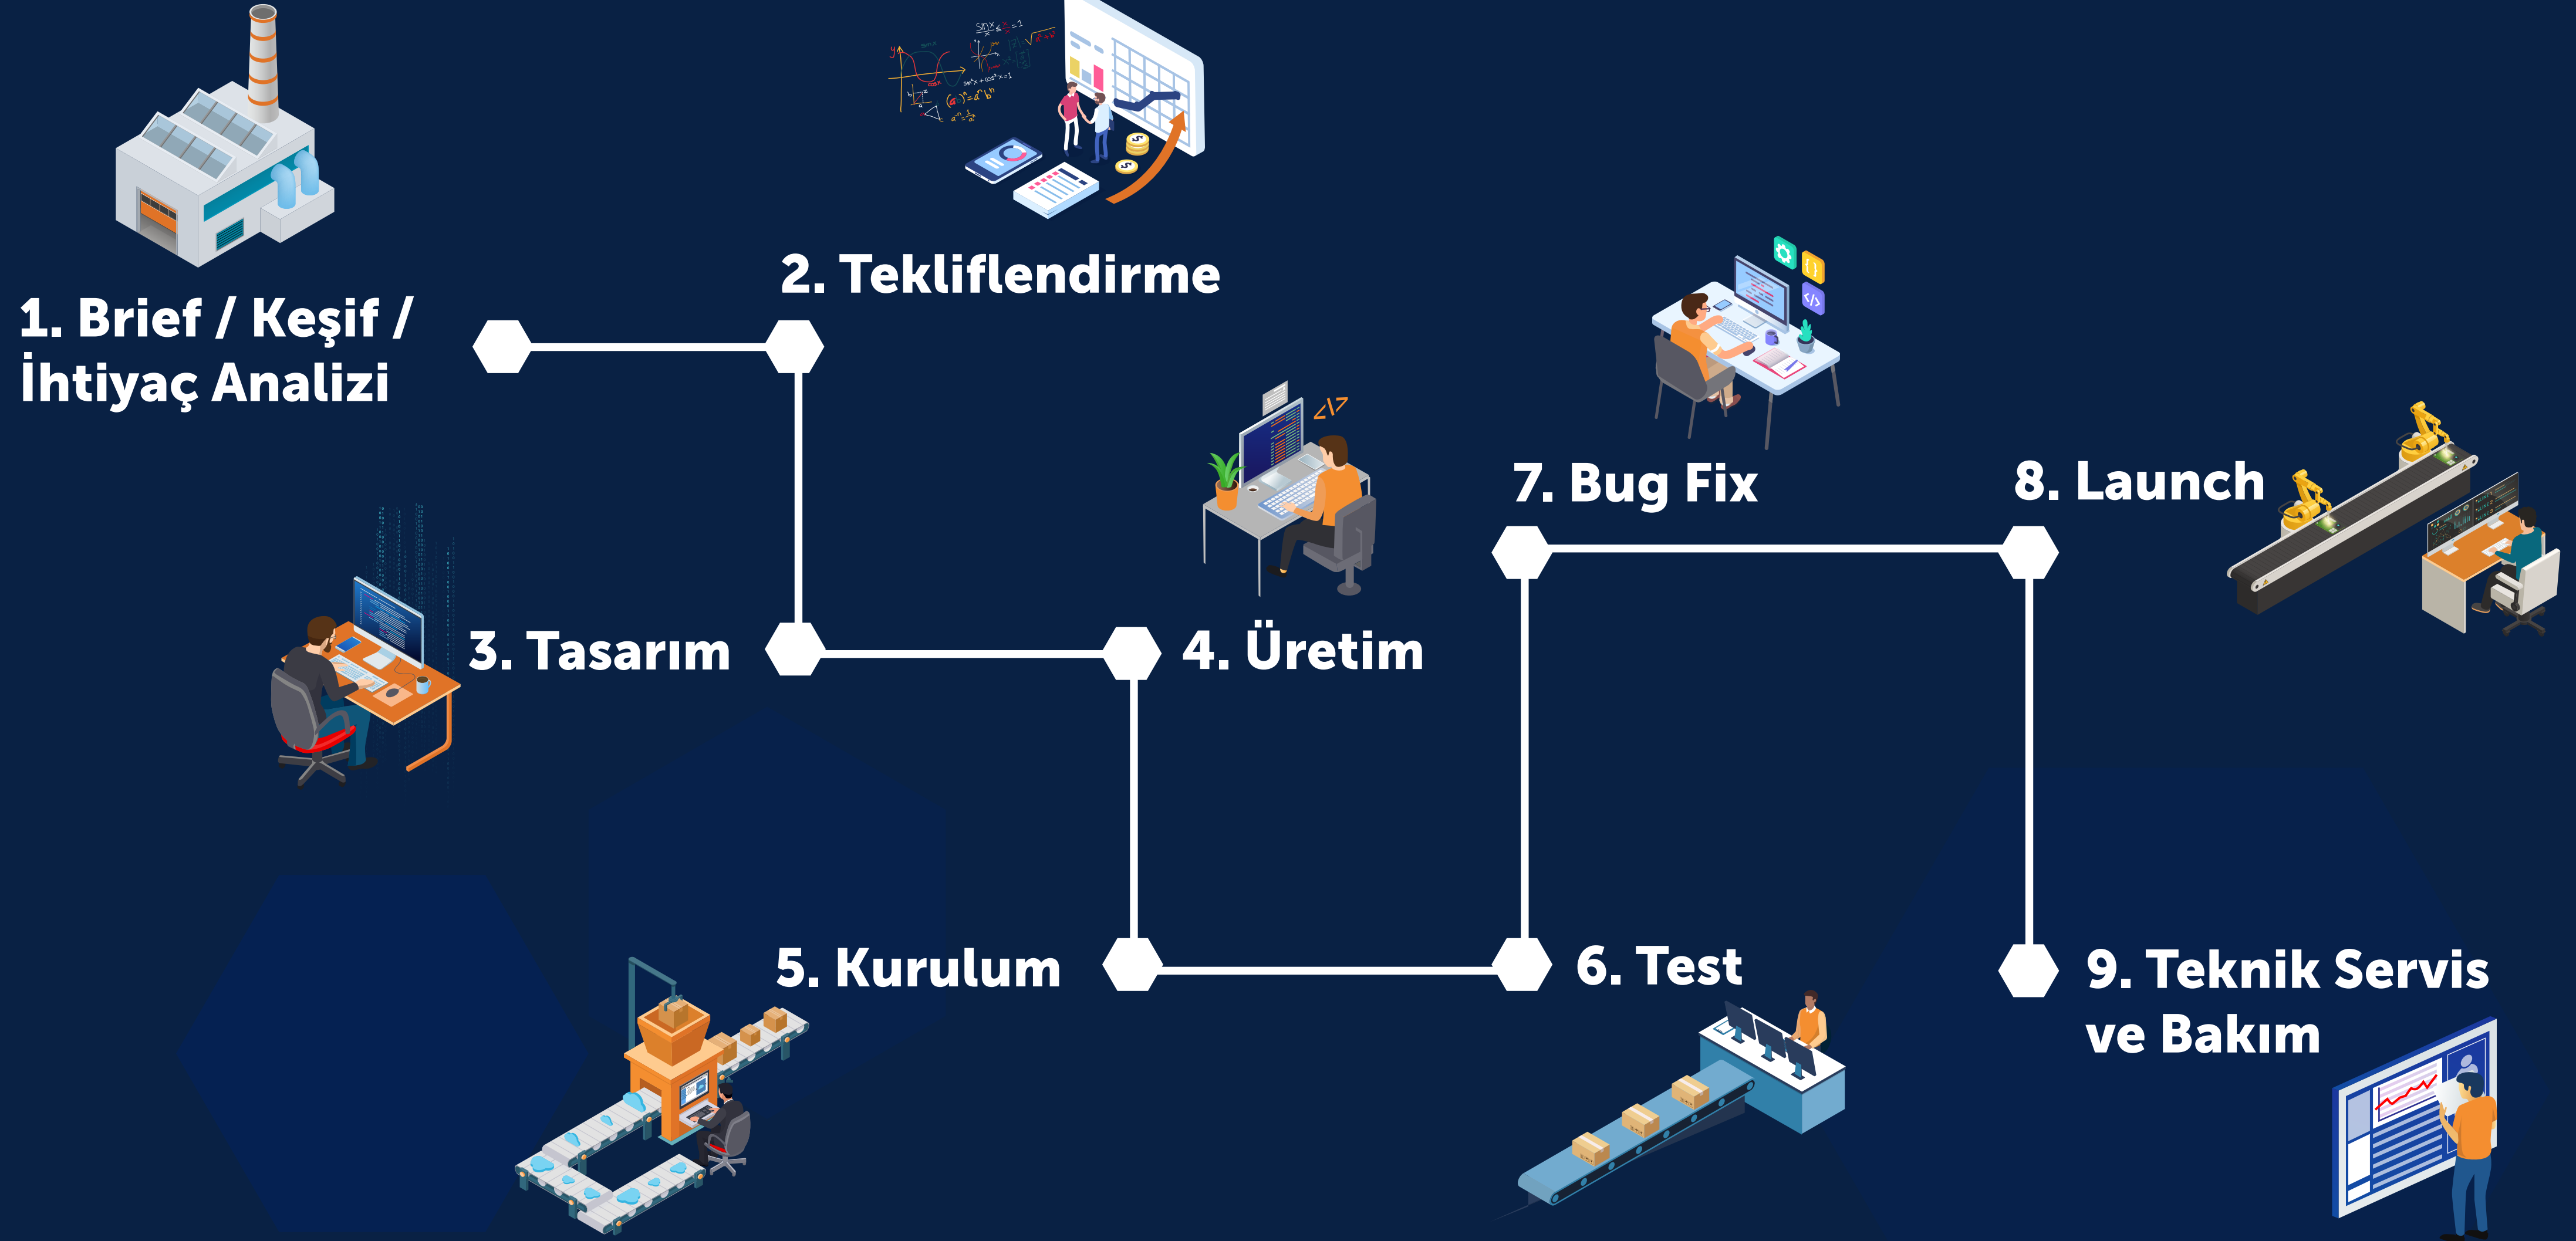 1. Brief / Keşif /
İhtiyaç Analizi
2. Tekliflendirme
3. Tasarım
4. Üretim
5. Kurulum
6. Test
7. Bug Fix
8. Launch
9. Teknik Servis
ve Bakım